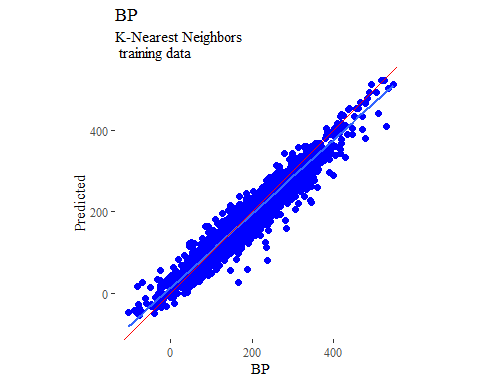 BP
K-Nearest Neighbors
training data
Predicted
400
200
0
0 200 400
BP